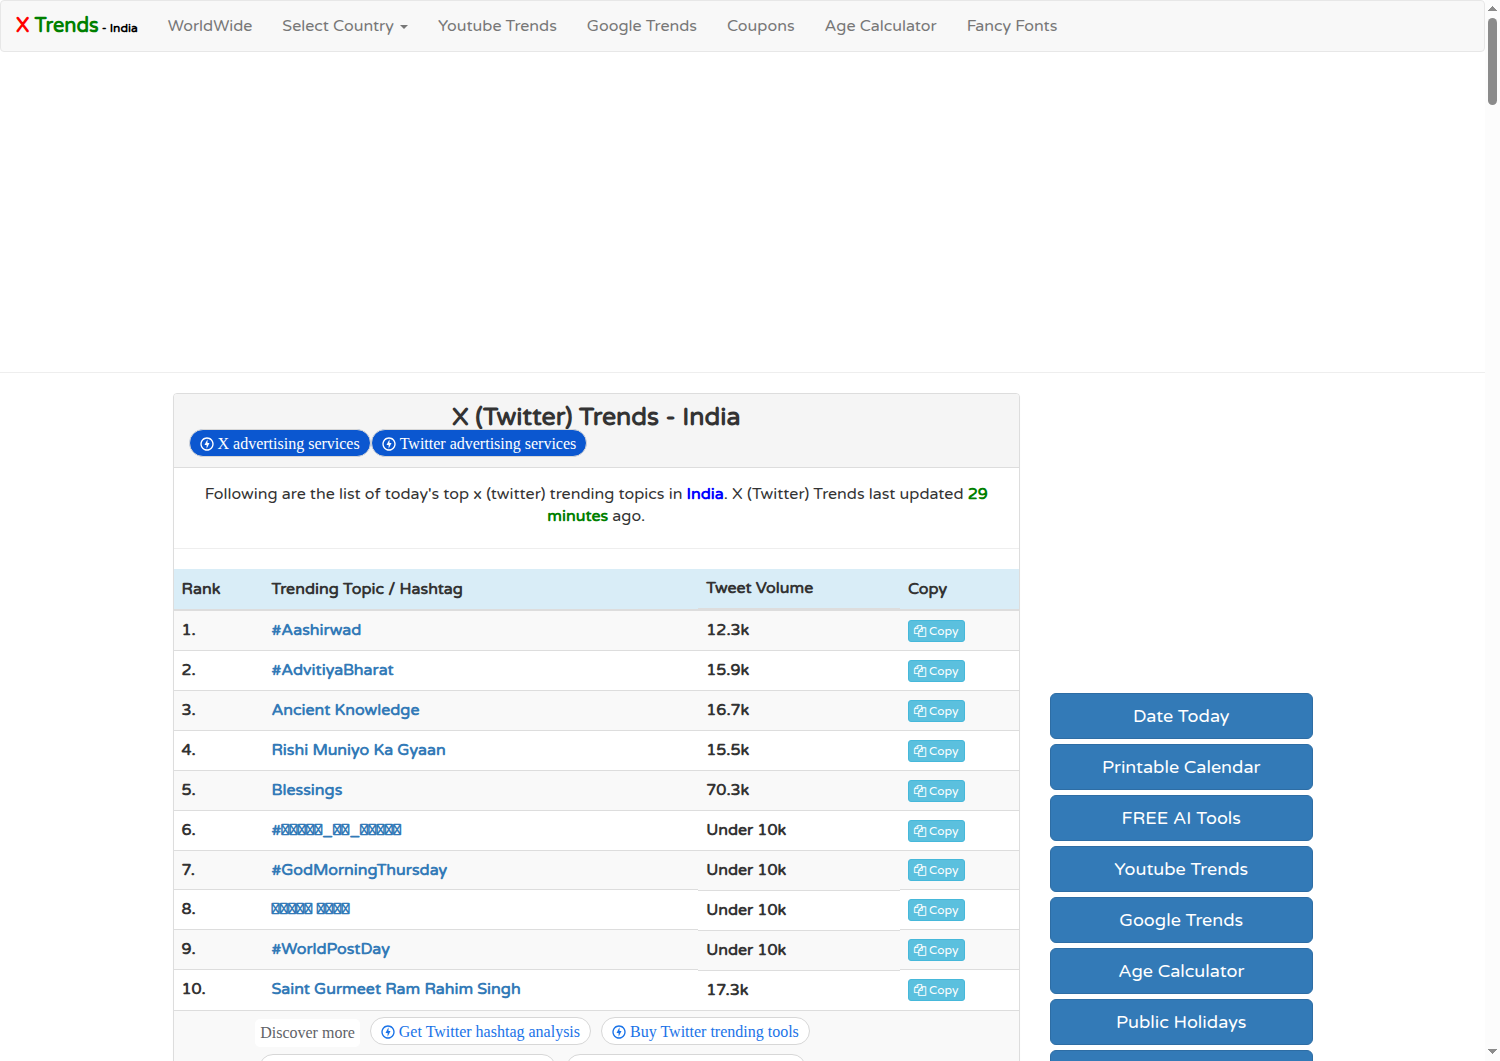 X Trends - India
WorldWide
Select Country
Youtube Trends
Google Trends
Coupons
Age Calculator
Fancy Fonts
X (Twitter) Trends - India
X advertising services
Twitter advertising services
Following are the list of today's top x (twitter) trending topics in India. X (Twitter) Trends last updated 29
minutes ago.
Rank Trending Topic / Hashtag Tweet Volume Copy
1. #Aashirwad 12.3k Copy
2. #AdvitiyaBharat 15.9k Copy
3. Ancient Knowledge 16.7k Copy
4. Rishi Muniyo Ka Gyaan 15.5k Copy
5. Blessings 70.3k Copy
6. Under 10k Copy
7. #GodMorningThursday Under 10k Copy
8. Under 10k Copy
9. #WorldPostDay Under 10k Copy
10. Saint Gurmeet Ram Rahim Singh 17.3k Copy
Discover more
Get Twitter hashtag analysis
Buy Twitter trending tools
Date Today
Printable Calendar
FREE AI Tools
Youtube Trends
Google Trends
Age Calculator
Public Holidays